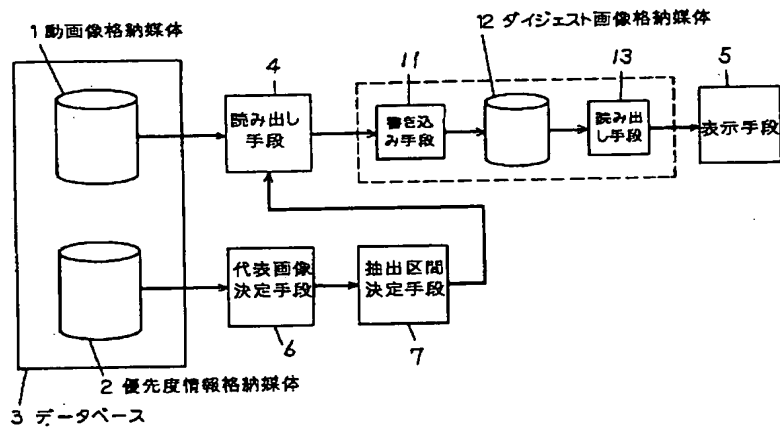 1 動画像格納媒体
4
11
12 ダイジェスト画像格納媒体
13
5
読み出し
手段
書き込
み手段
読み出
し手段
表示手段
代表画像
決定手段
抽出区間
決定手段
6
7
2 優先度情報格納媒体
3 データベース